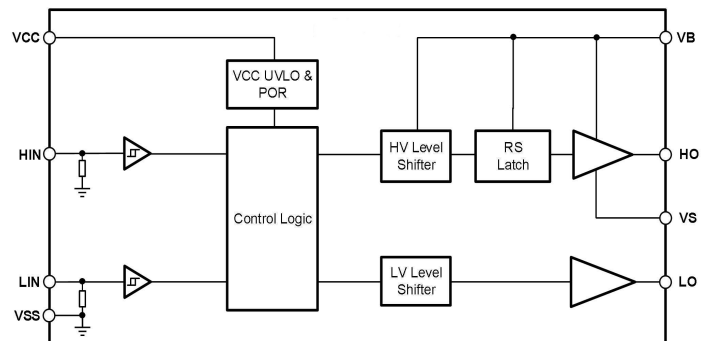 VCC
VB
VCC UVLO &
POR
HIN
HV Level
Shifter
RS
Latch
HO
Control Logic
VS
LIN
LV Level
Shifter
LO
VSS